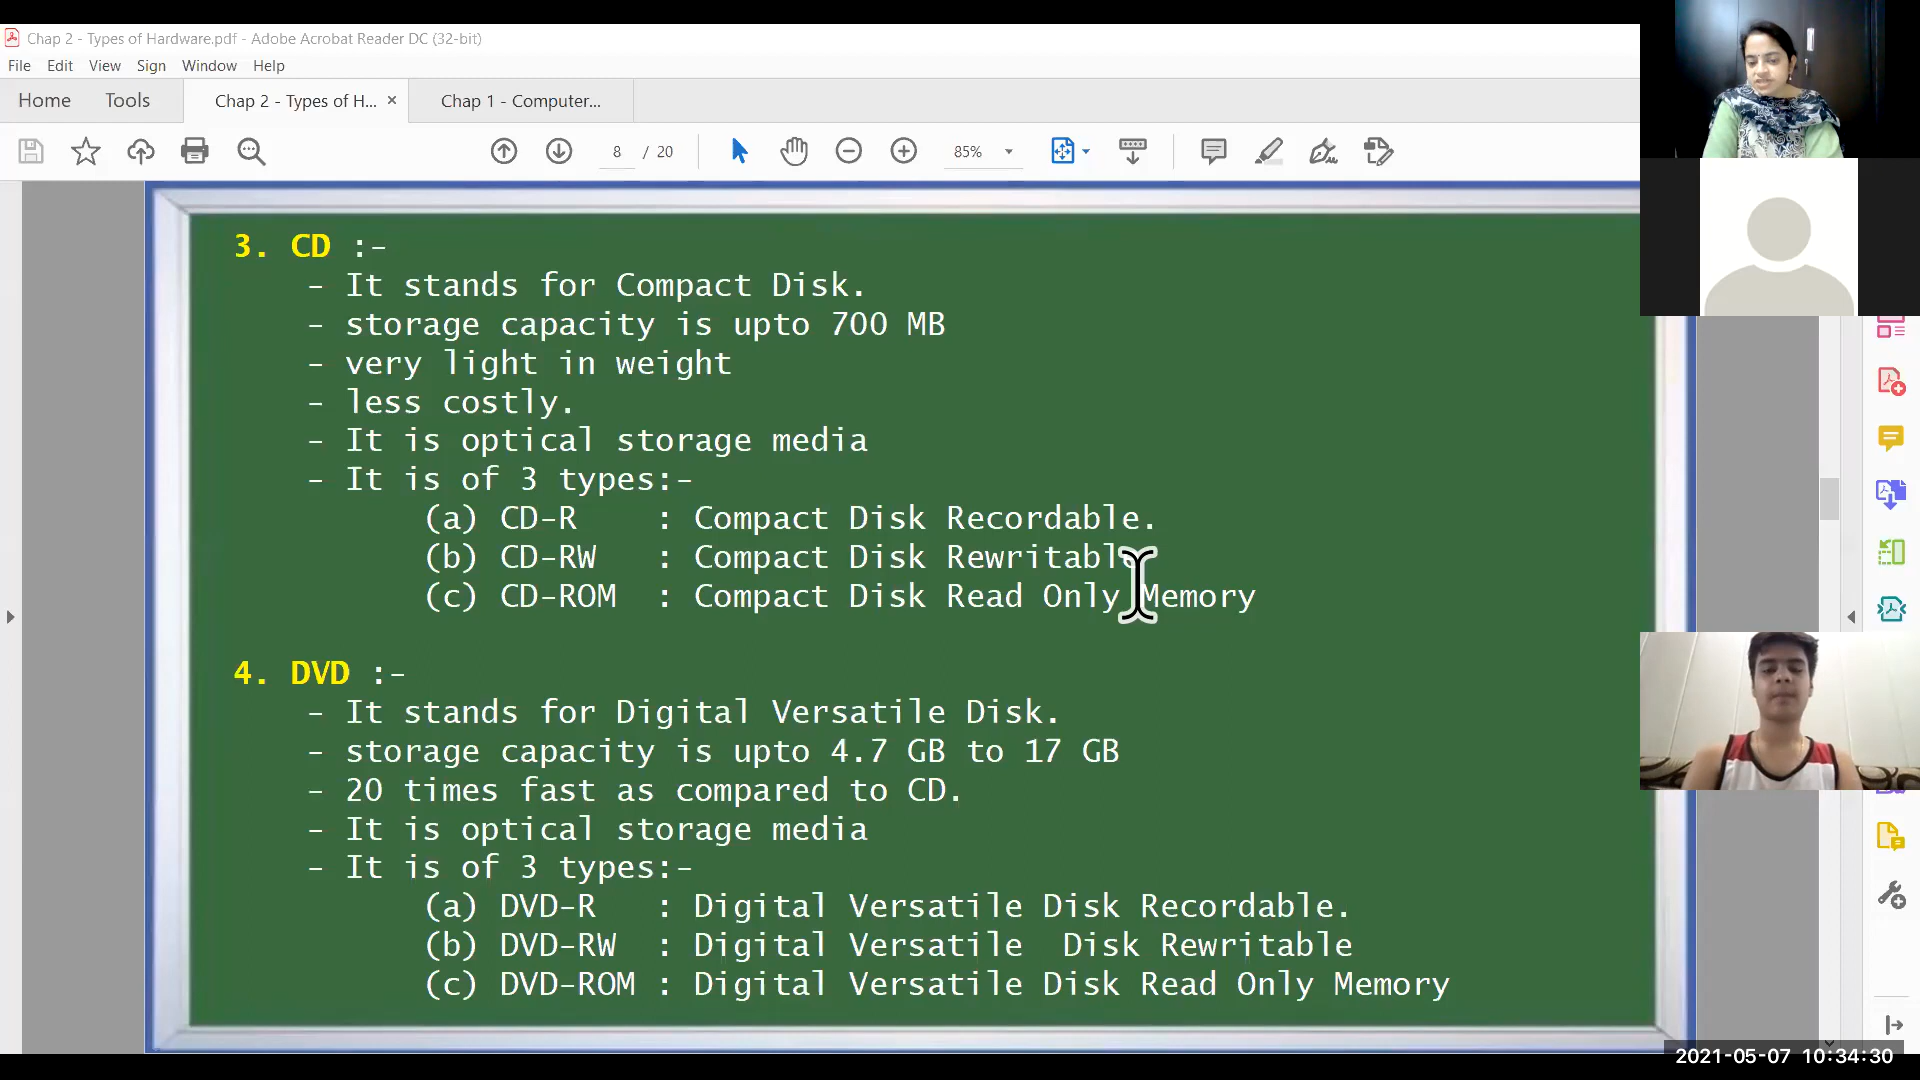 Chap 2 - Types of Hardware.pdf - Adobe Acrobat Reader DC (32-bit)
File Edit View Sign Window Help
Home Tools Chap 2 - Types of H... × Chap 1 - Computer...
8 / 20 85%
3. CD :-
- It stands for Compact Disk.
- storage capacity is upto 700 MB
- very light in weight
- less costly.
- It is optical storage media
- It is of 3 types:-
(a) CD-R : Compact Disk Recordable.
(b) CD-RW : Compact Disk Rewritable
(c) CD-ROM : Compact Disk Read Only Memory
4. DVD :-
- It stands for Digital Versatile Disk.
- storage capacity is upto 4.7 GB to 17 GB
- 20 times fast as compared to CD.
- It is optical storage media
- It is of 3 types:-
(a) DVD-R : Digital Versatile Disk Recordable.
(b) DVD-RW : Digital Versatile Disk Rewritable
(c) DVD-ROM : Digital Versatile Disk Read Only Memory
2021-05-07 10:34:30